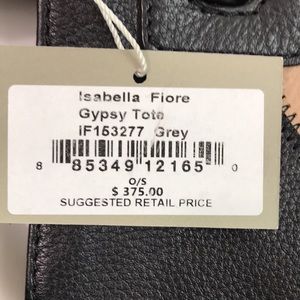 Isabella Fiore
Gypsy Tote
IF153277 Grey
8 85349 12165 0
O/S
$ 375.00
SUGGESTED RETAIL PRICE